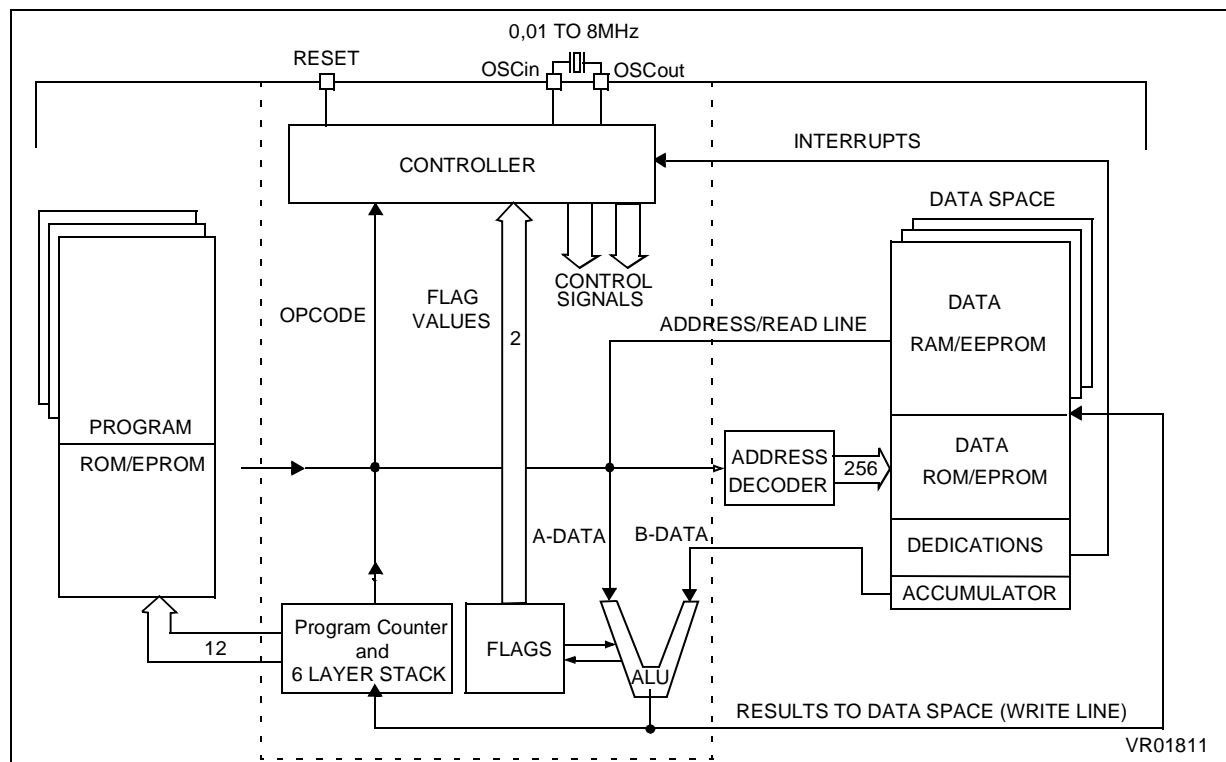 0,01 TO 8MHz
RESET
OSCin
OSCout
INTERRUPTS
CONTROLLER
DATA SPACE
CONTROL
SIGNALS
OPCODE
FLAG
VALUES
2
ADDRESS/READ LINE
DATA
RAM/EEPROM
PROGRAM
ROM/EPROM
ADDRESS
DECODER
256
DATA
ROM/EPROM
A-DATA
B-DATA
DEDICATIONS
ACCUMULATOR
12
Program Counter
and
6 LAYER STACK
FLAGS
ALU
RESULTS TO DATA SPACE (WRITE LINE)
VR01811